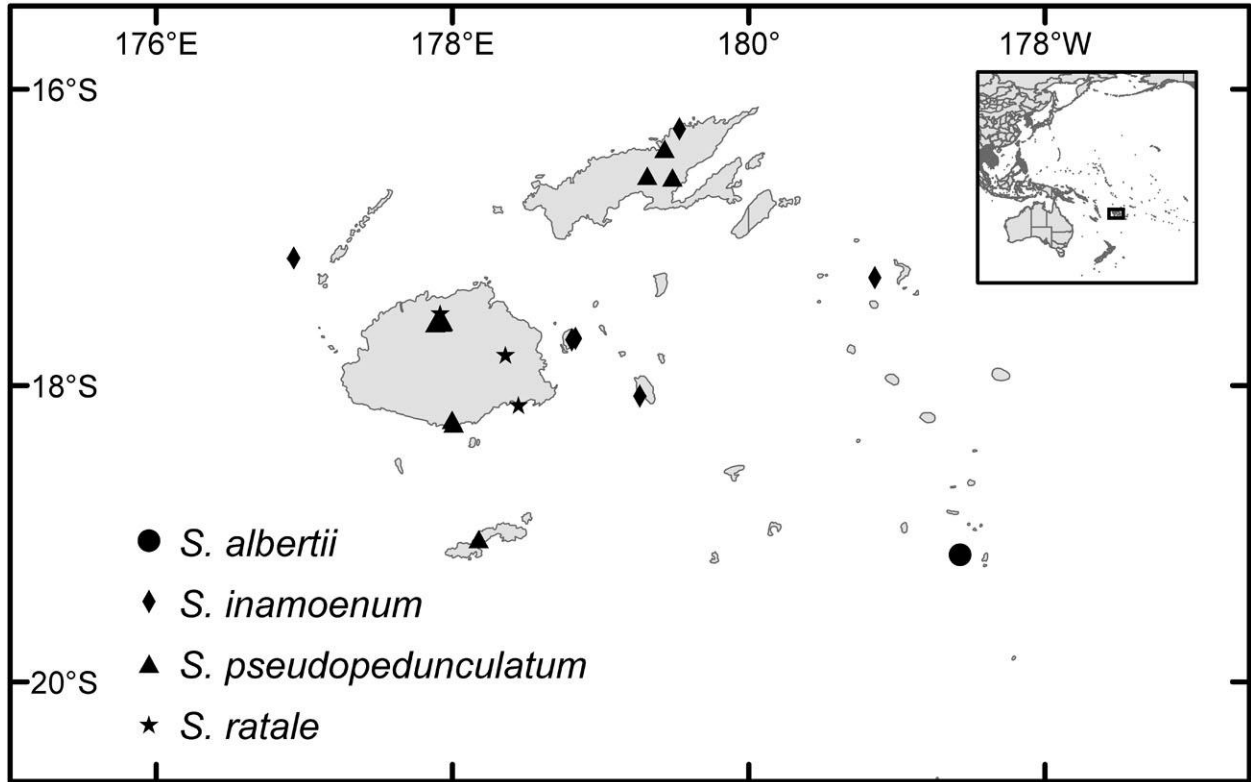 176°E 178°E 180° 178°W
16°S
18°S
20°S
S. albertii
S. inamoenum
S. pseudopedunculatum
S. ratale